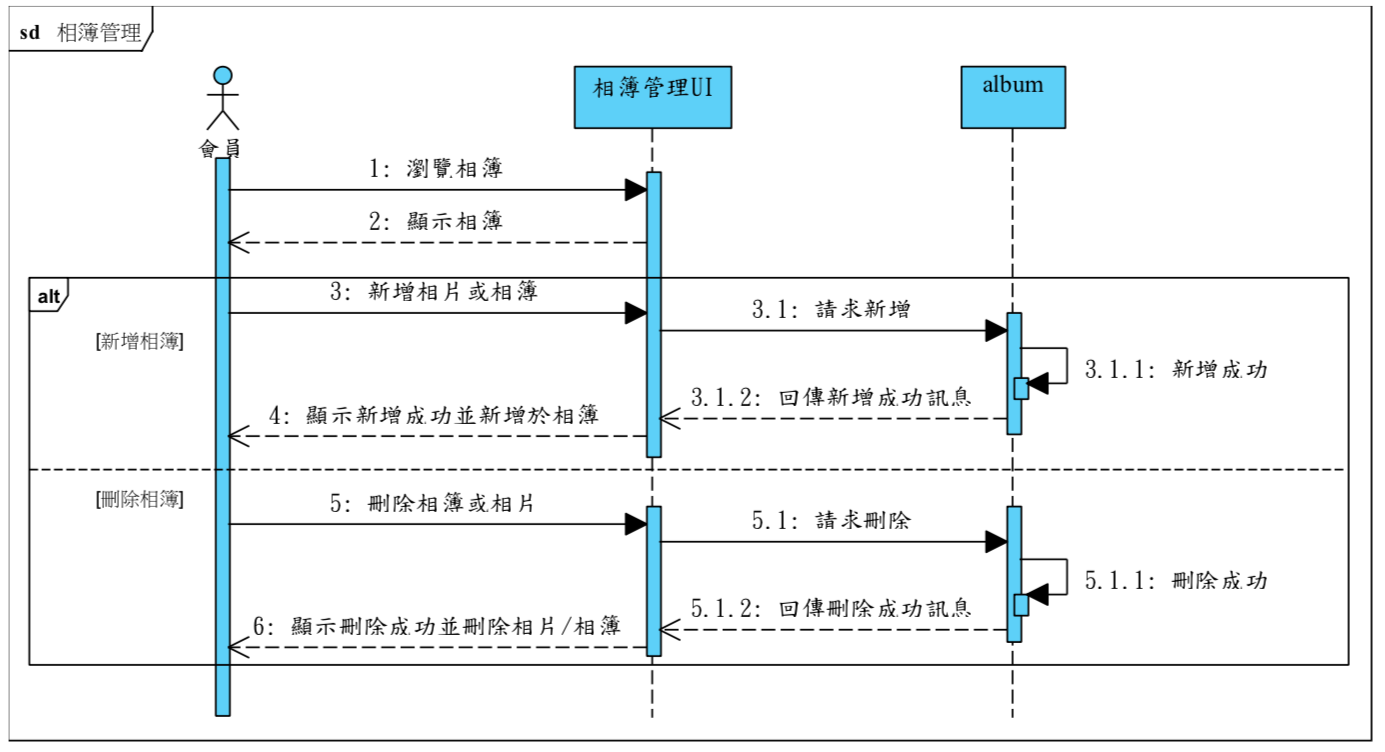 sd 相簿管理
會員
相簿管理UI
album
1: 瀏覽相簿
2: 顯示相簿
alt
3: 新增相片或相簿
3.1: 請求新增
[新增相簿]
3.1.1: 新增成功
3.1.2: 回傳新增成功訊息
4: 顯示新增成功並新增於相簿
[刪除相簿]
5: 刪除相簿或相片
5.1: 請求刪除
5.1.1: 刪除成功
5.1.2: 回傳刪除成功訊息
6: 顯示刪除成功並刪除相片/相簿